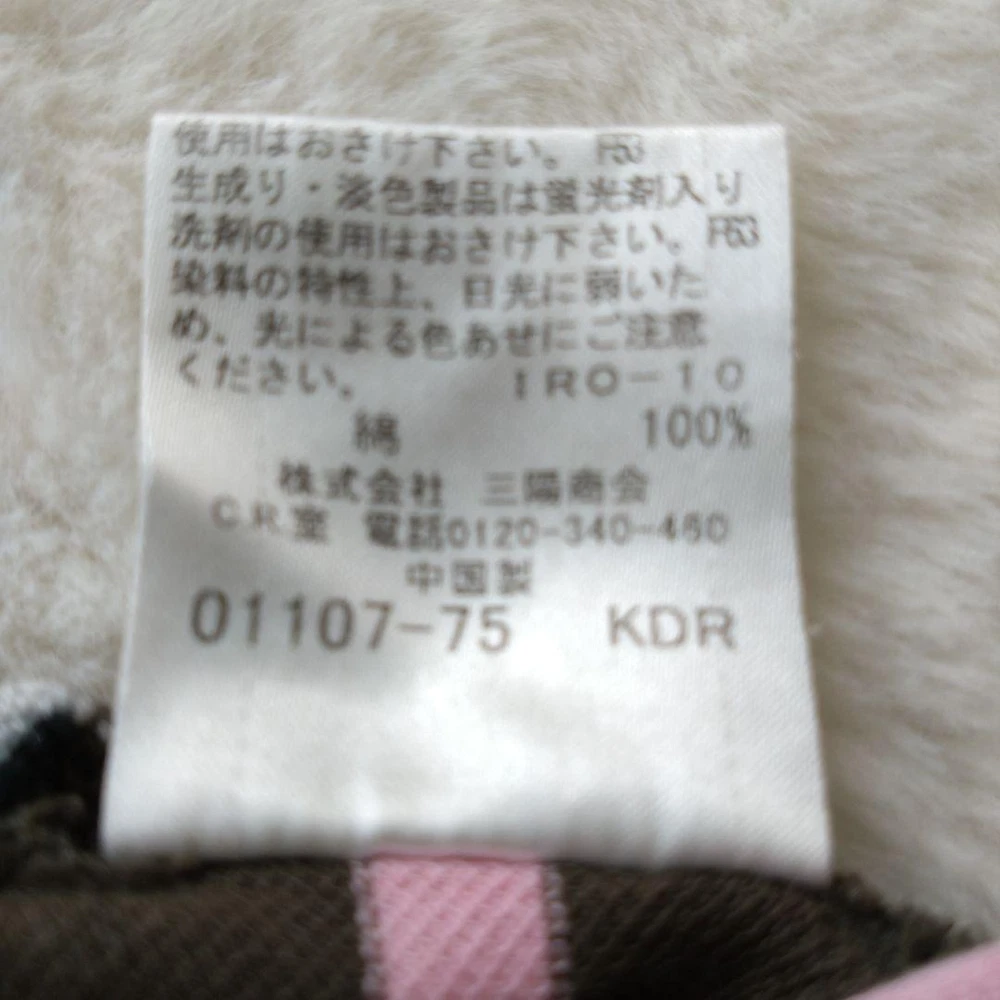 使用はおさけ下さい。 F53
生成り・淡色製品は蛍光剤入り
洗剤の使用はおさけ下さい。F63
染料の特性上、日光に弱いた
め、光による色あせにご注意
ください。 IRO-10
綿 100%
株式会社 三陽商会
C.R.室 電話0120-340-460
中国製
01107-75 KDR